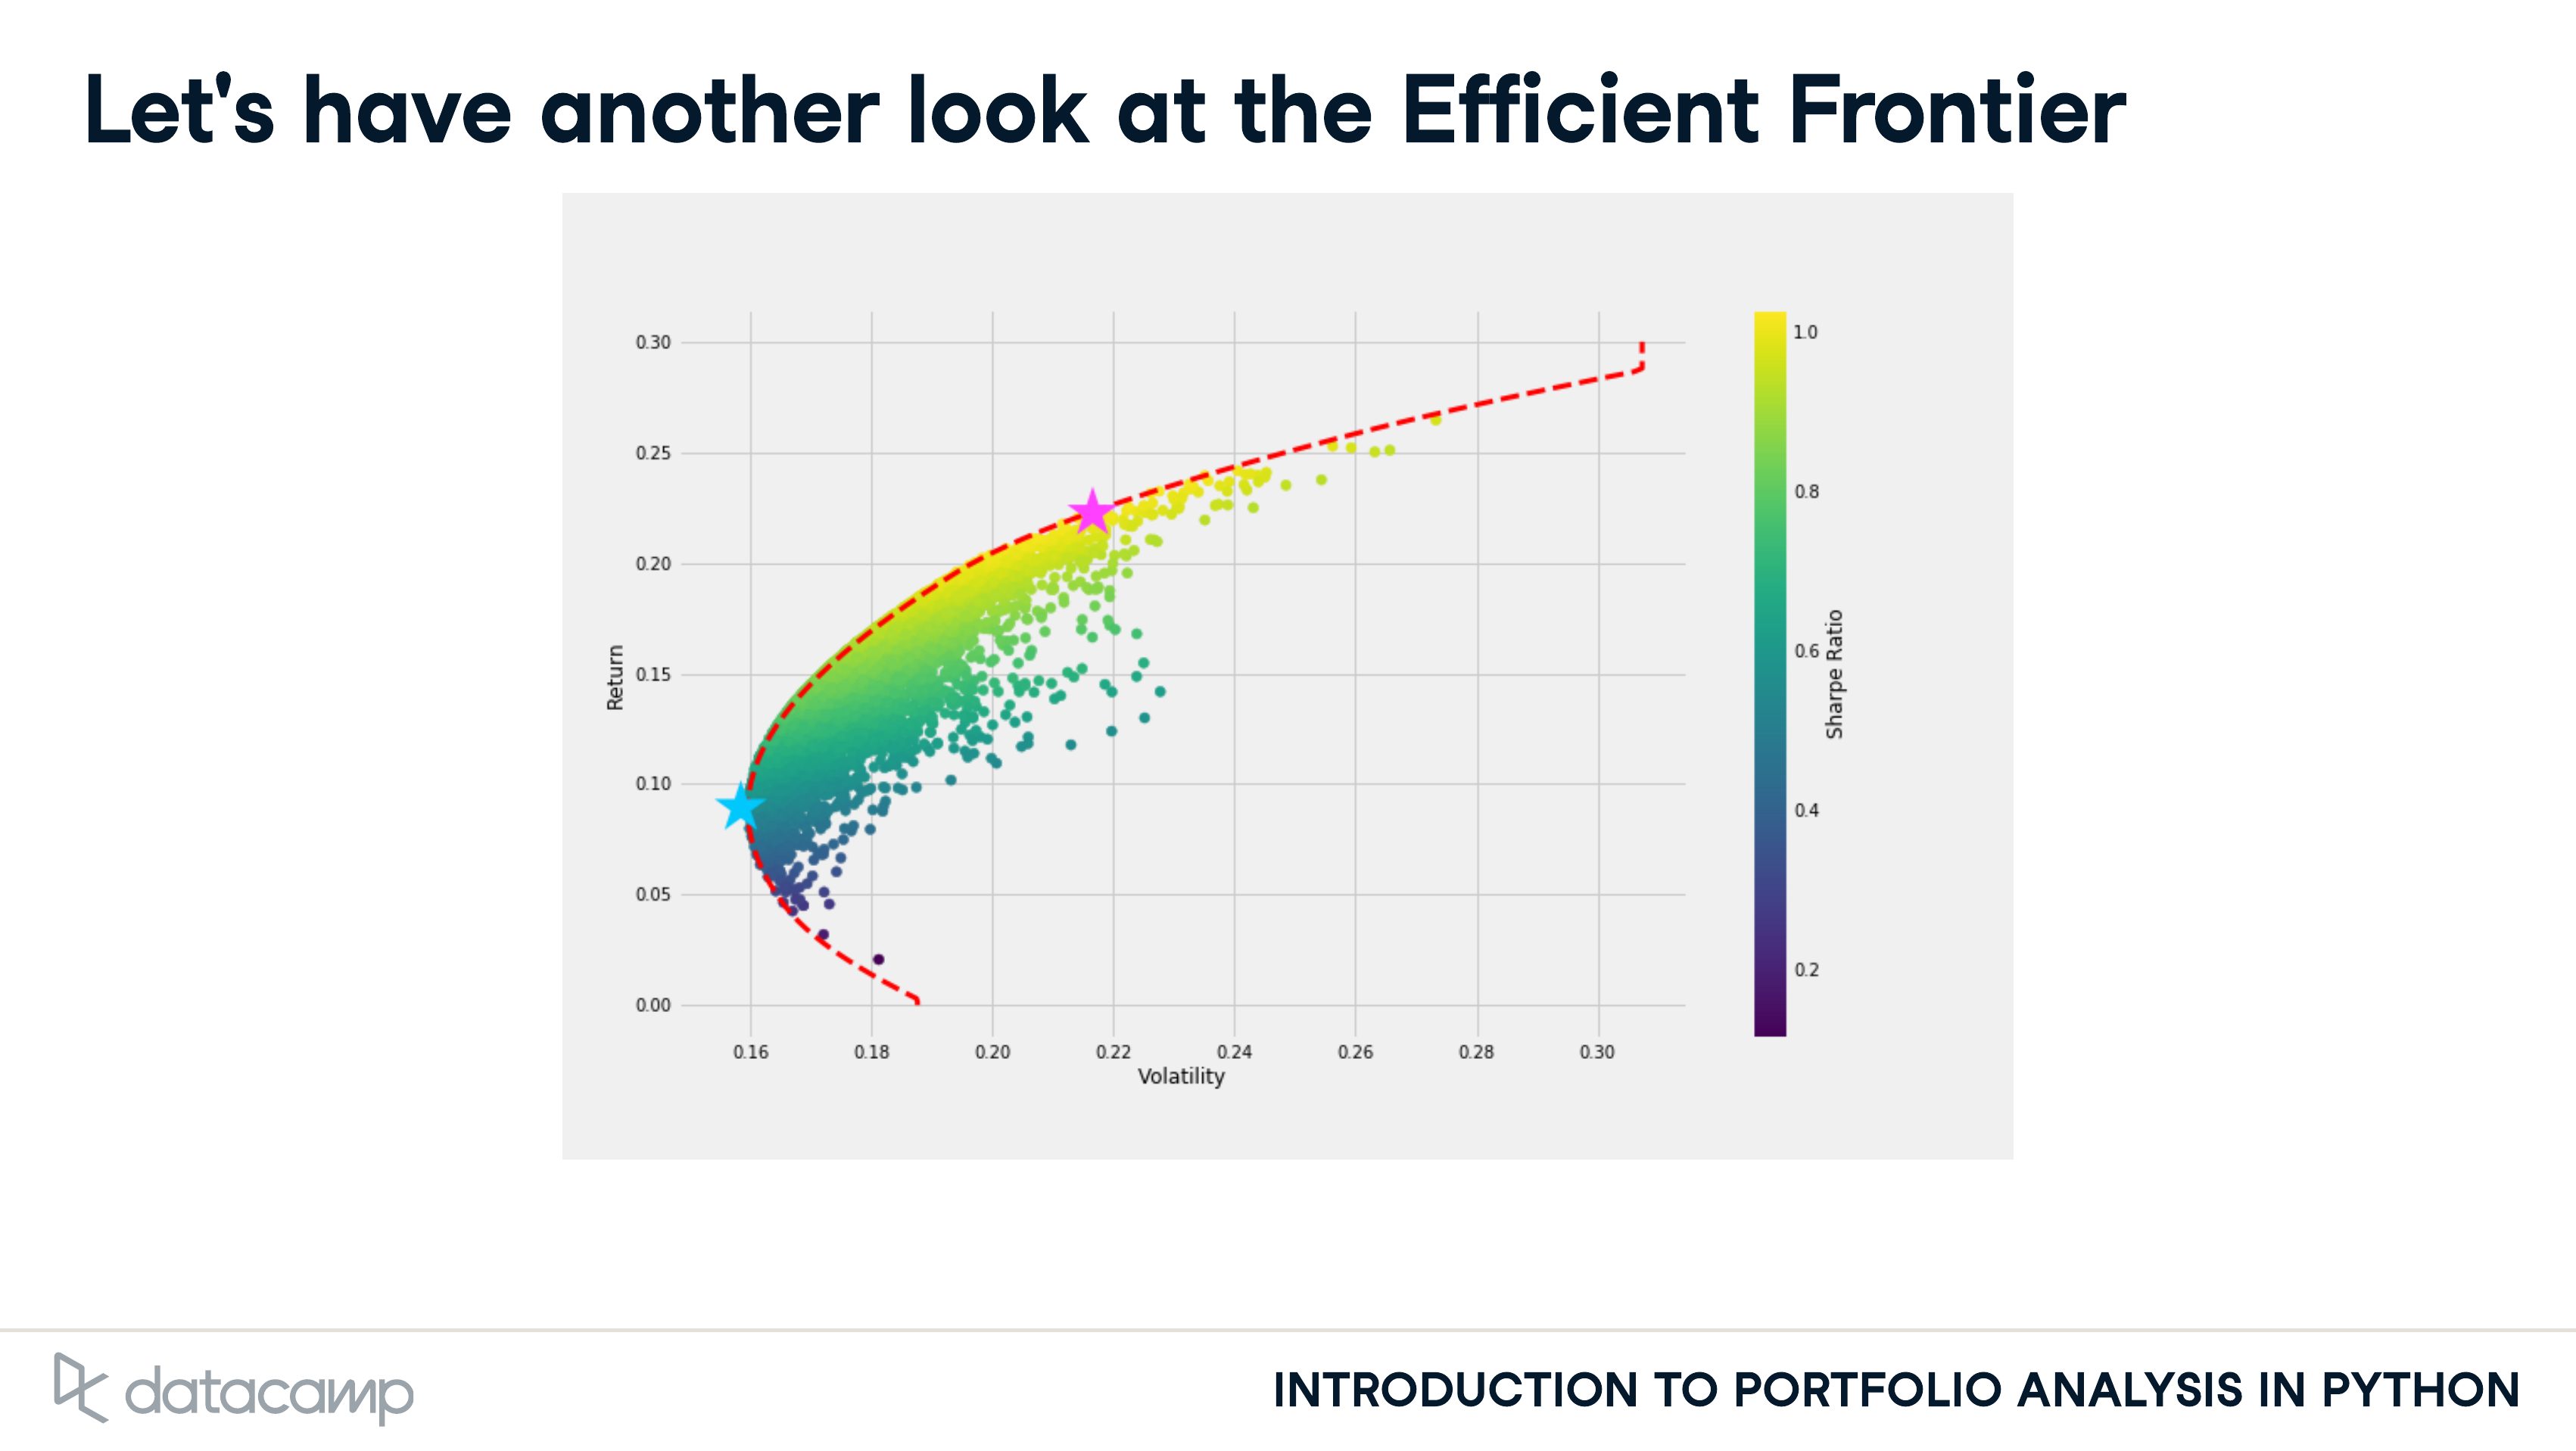 Let's have another look at the Efficient Frontier
0.30
0.25
0.20
0.15
0.10
0.05
0.00
Return
0.16 0.18 0.20 0.22 0.24 0.26 0.28 0.30
Volatility
1.0
0.8
0.6
0.4
0.2
Sharpe Ratio
datacamp
INTRODUCTION TO PORTFOLIO ANALYSIS IN PYTHON